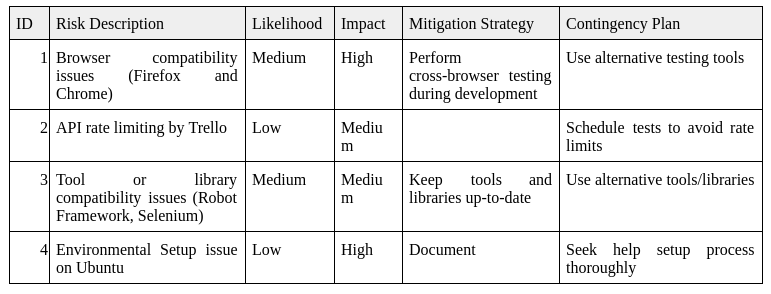 ID Risk Description Likelihood Impact Mitigation Strategy Contingency Plan
1 Browser compatibility issues (Firefox and Chrome) Medium High Perform cross-browser testing during development Use alternative testing tools
2 API rate limiting by Trello Low Mediu m Schedule tests to avoid rate limits
3 Tool or library compatibility issues (Robot Framework, Selenium) Medium Mediu m Keep tools and libraries up-to-date Use alternative tools/libraries
4 Environmental Setup issue on Ubuntu Low High Document Seek help setup process thoroughly